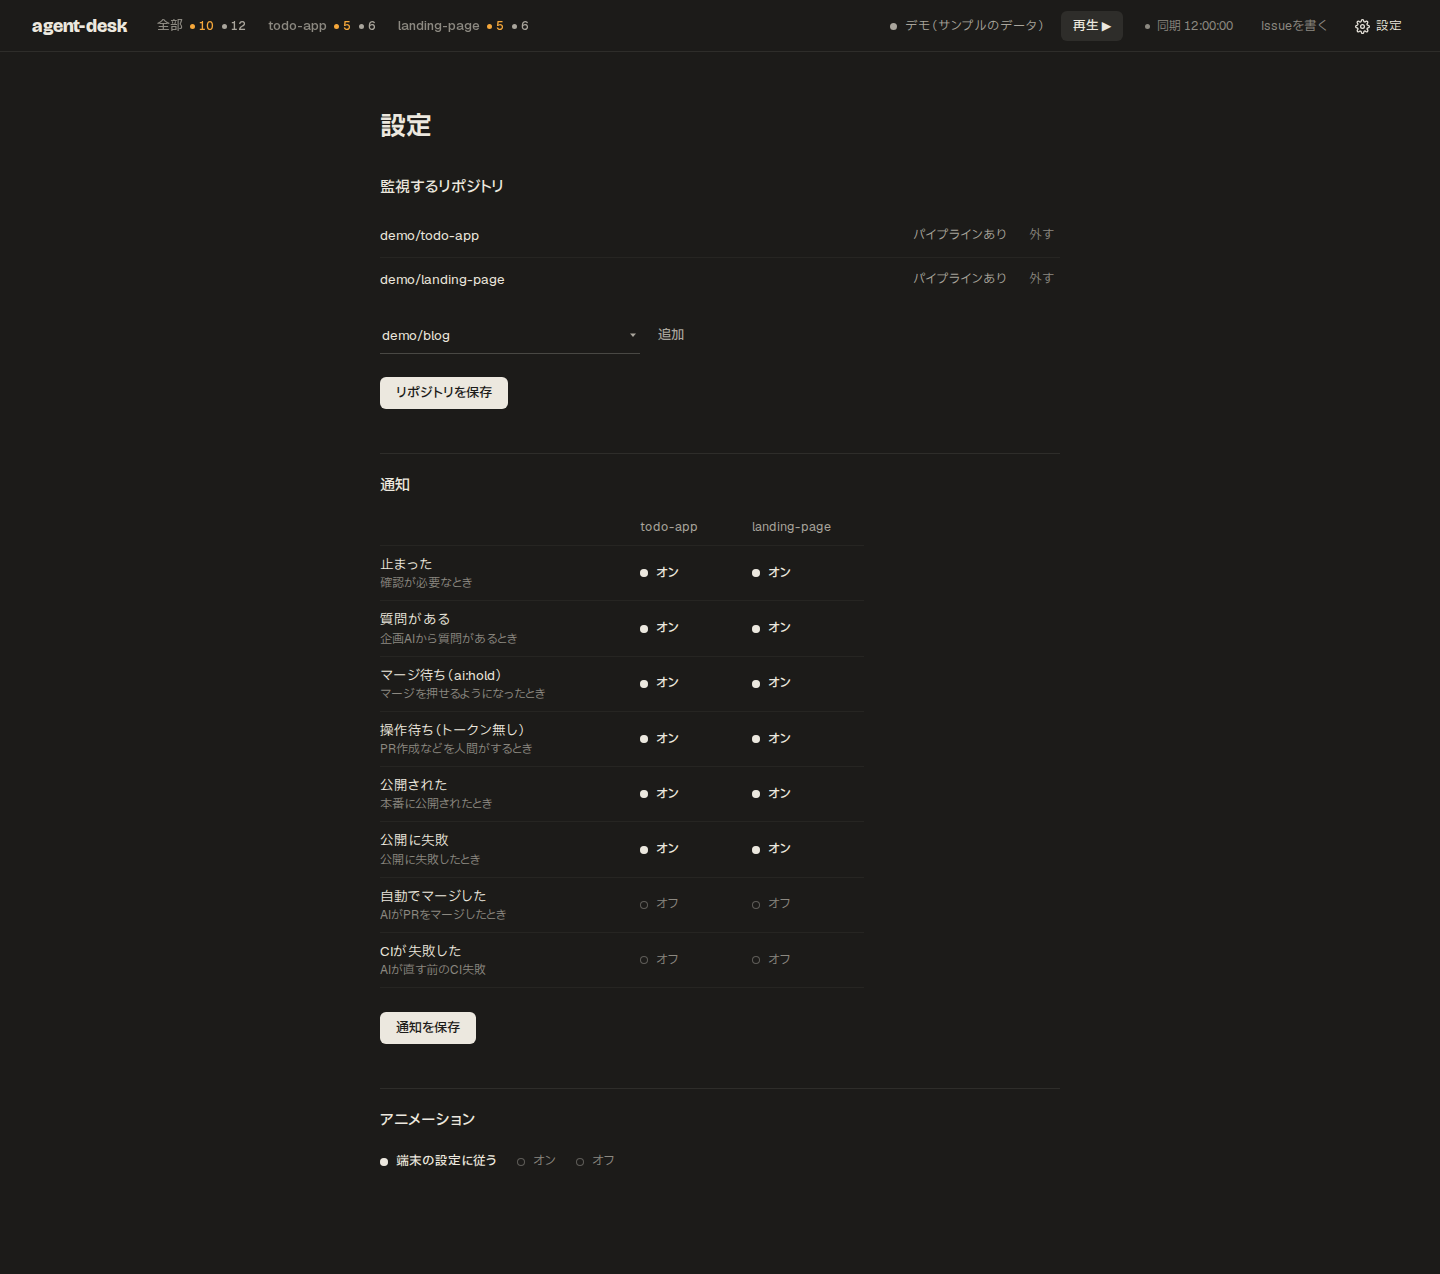 agent-desk 全部 10 12 todo-app 5 6 landing-page 5 6 デモ（サンプルのデータ） 再生 ▶ 同期 12:00:00 Issueを書く 設定
設定
監視するリポジトリ
demo/todo-app パイプラインあり 外す
demo/landing-page パイプラインあり 外す
demo/blog 追加
リポジトリを保存
通知
todo-app landing-page
止まった
確認が必要なとき
オン オン
質問がある
企画AIから質問があるとき
オン オン
マージ待ち（ai:hold）
マージを押せるようになったとき
オン オン
操作待ち（トークン無し）
PR作成などを人間がするとき
オン オン
公開された
本番に公開されたとき
オン オン
公開に失敗
公開に失敗したとき
オン オン
自動でマージした
AIがPRをマージしたとき
オフ オフ
CIが失敗した
AIが直す前のCI失敗
オフ オフ
通知を保存
アニメーション
端末の設定に従う オン オフ